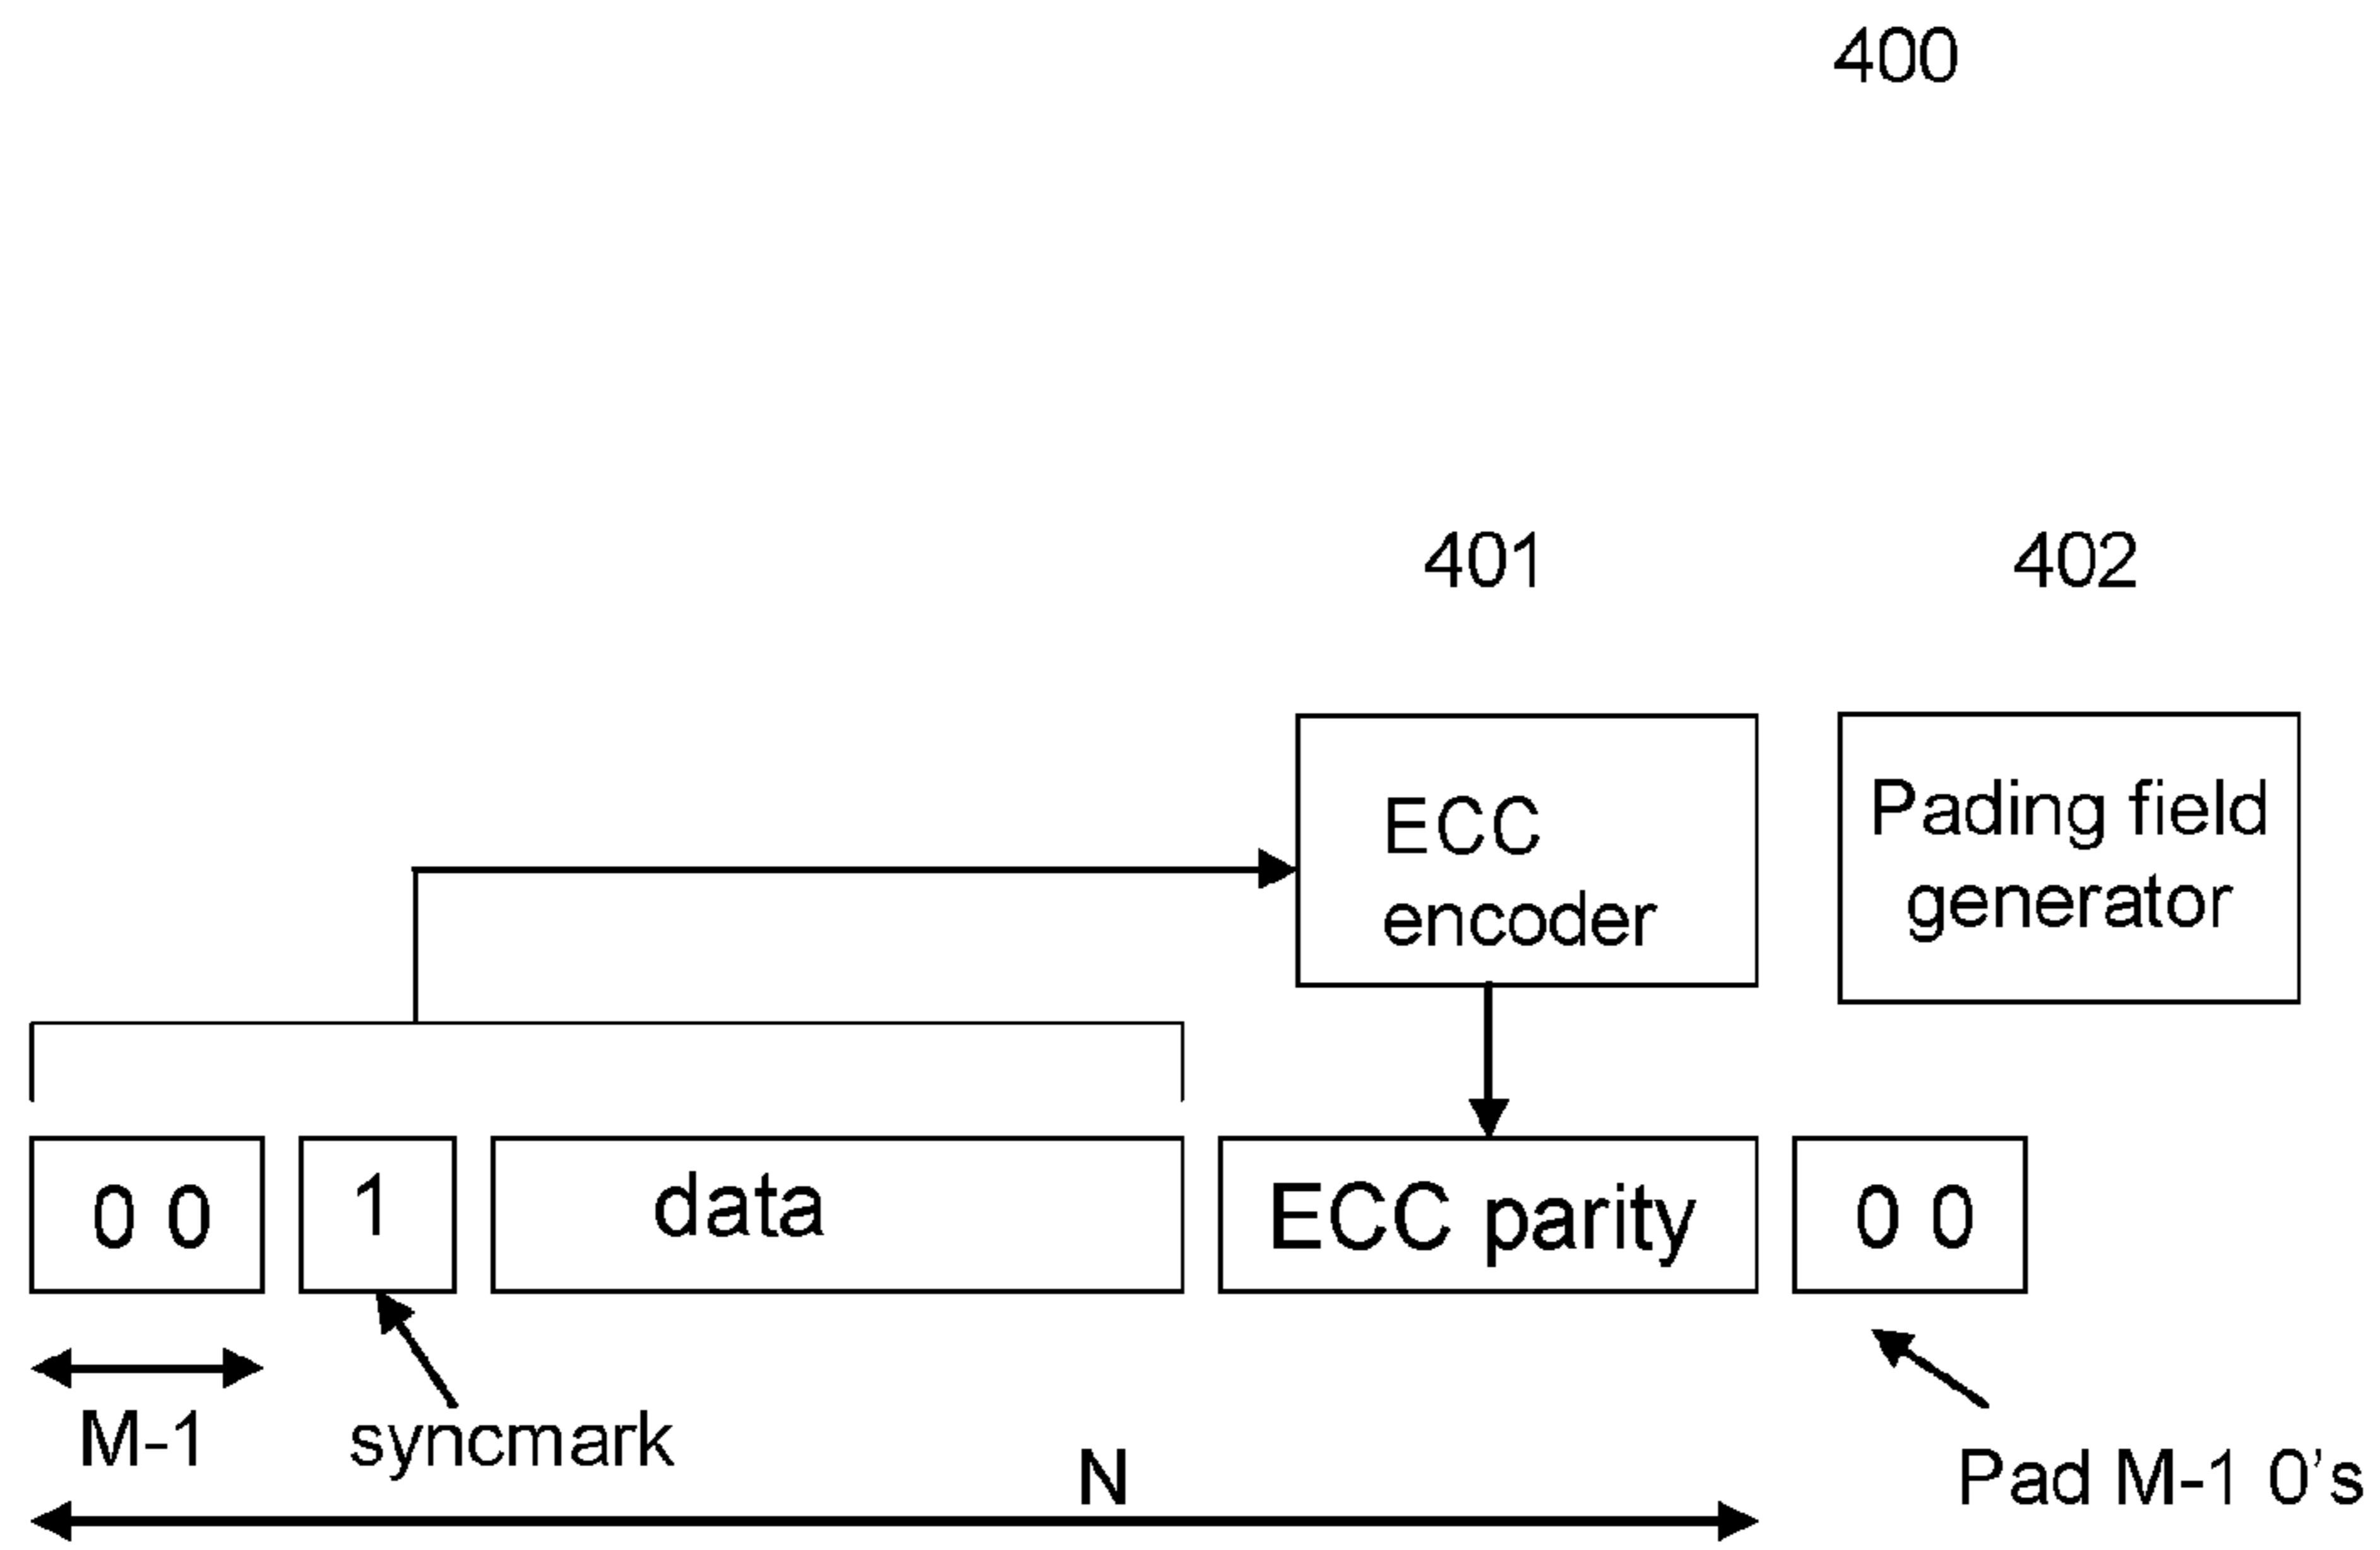 400
401
402
ECC
encoder
Pading field
generator
0 0
1
data
ECC parity
0 0
M-1
syncmark
N
Pad M-1 0's